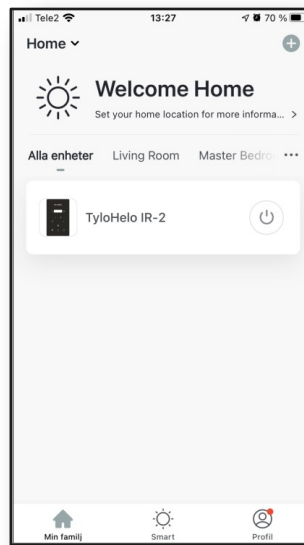 Tele2 13:27 70 %
Home
Welcome Home
Set your home location for more informa...
Alla enheter Living Room Master Bedro
TyloHelo IR-2
Min familj Smart Profil